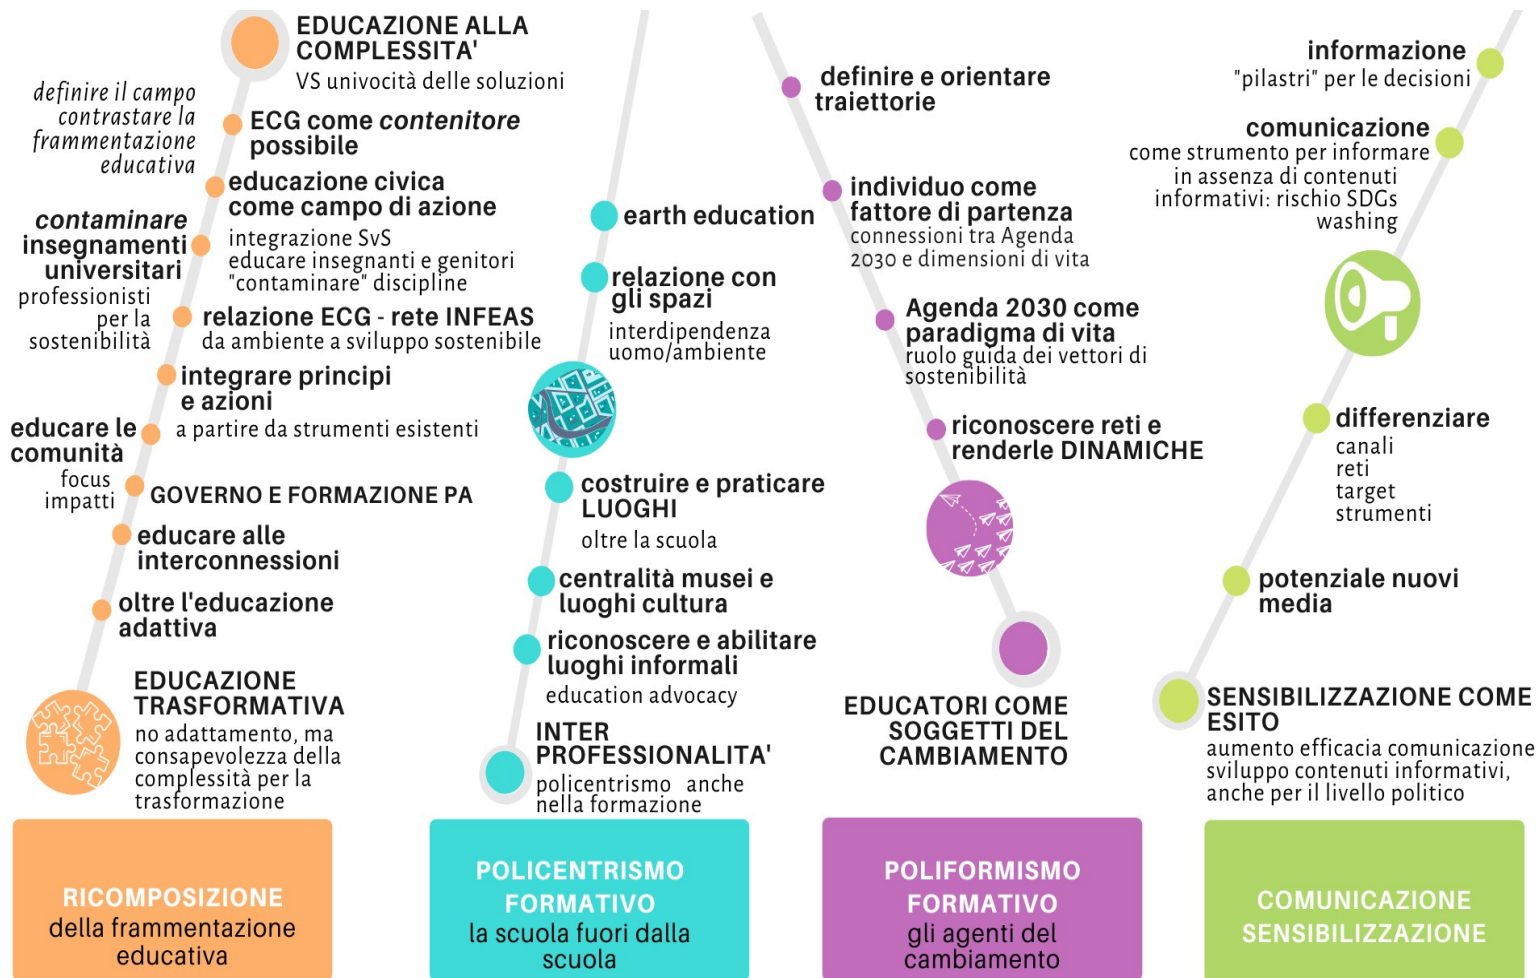 EDUCAZIONE ALLA
COMPLESSITA'
VS univocità delle soluzioni
definire il campo
contrastare la
frammentazione
educativa
ECG come contenitore
possibile
educazione civica
come campo di azione
integrazione SvS
educare insegnanti e genitori
"contaminare" discipline
contaminare
insegnamenti
universitari
professionisti
per la
sostenibilità
relazione ECG - rete INFEAS
da ambiente a sviluppo sostenibile
integrare principi
e azioni
a partire da strumenti esistenti
educare le
comunità
focus
impatti
GOVERNO E FORMAZIONE PA
educare alle
interconnessioni
oltre l'educazione
adattiva
EDUCAZIONE
TRASFORMATIVA
no adattamento, ma
consapevolezza della
complessità per la
trasformazione
RICOMPOSIZIONE
della frammentazione
educativa
earth education
relazione con
gli spazi
interdipendenza
uomo/ambiente
costruire e praticare
LUOGHI
oltre la scuola
centralità musei e
luoghi cultura
riconoscere e abilitare
luoghi informali
education advocacy
INTER
PROFESSIONALITA'
policentrismo anche
nella formazione
POLICENTRISMO
FORMATIVO
la scuola fuori dalla
scuola
definire e orientare
traiettorie
individuo come
fattore di partenza
connessioni tra Agenda
2030 e dimensioni di vita
Agenda 2030 come
paradigma di vita
ruolo guida dei vettori di
sostenibilità
riconoscere reti e
renderle DINAMICHE
EDUCATORI COME
SOGGETTI DEL
CAMBIAMENTO
POLIFORMISMO
FORMATIVO
gli agenti del
cambiamento
informazione
"pilastri" per le decisioni
comunicazione
come strumento per informare
in assenza di contenuti
informativi: rischio SDGs
washing
differenziare
canali
reti
target
strumenti
potenziale nuovi
media
SENSIBILIZZAZIONE COME
ESITO
aumento efficacia comunicazione
sviluppo contenuti informativi,
anche per il livello politico
COMUNICAZIONE
SENSIBILIZZAZIONE